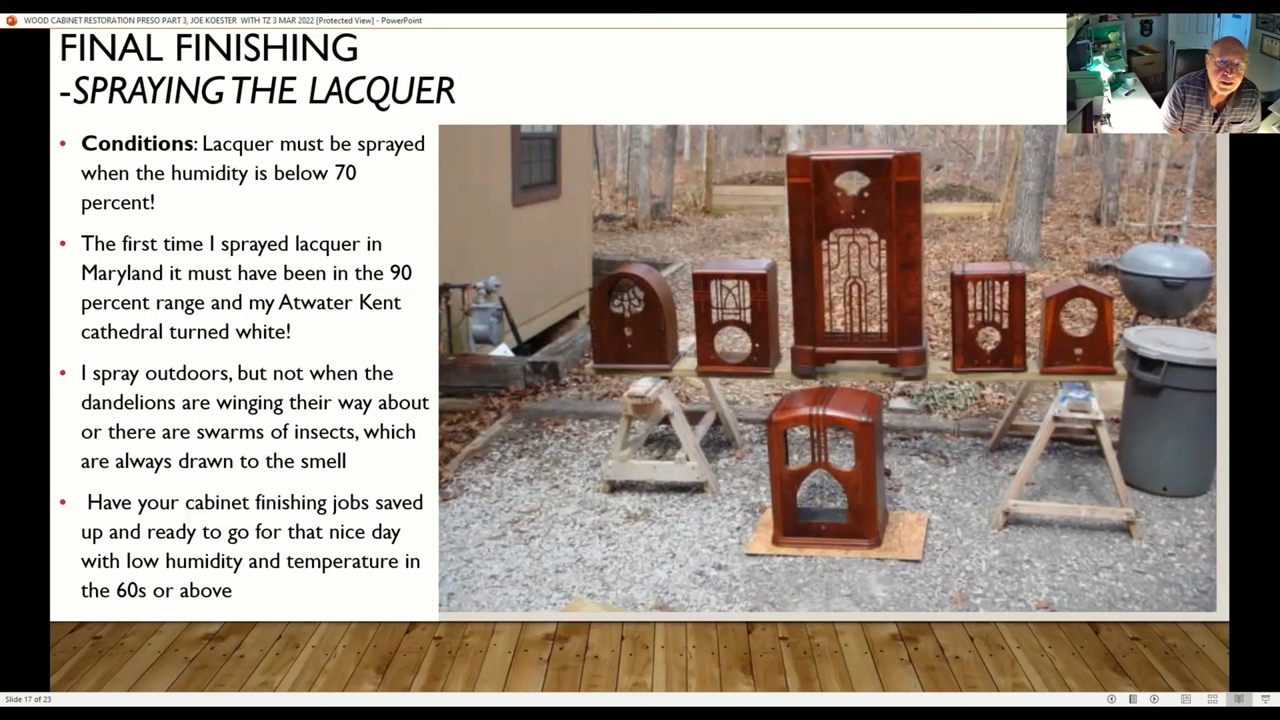 WOOD CABINET RESTORATION PRESO PART 3, JOE KOESTER  WITH TZ 3 MAR 2022 [Protected View] - PowerPoint
FINAL FINISHING
-SPRAYING THE LACQUER
• Conditions: Lacquer must be sprayed
when the humidity is below 70
percent!
• The first time I sprayed lacquer in
Maryland it must have been in the 90
percent range and my Atwater Kent
cathedral turned white!
• I spray outdoors, but not when the
dandelions are winging their way about
or there are swarms of insects, which
are always drawn to the smell
• Have your cabinet finishing jobs saved
up and ready to go for that nice day
with low humidity and temperature in
the 60s or above
Slide 17 of 23